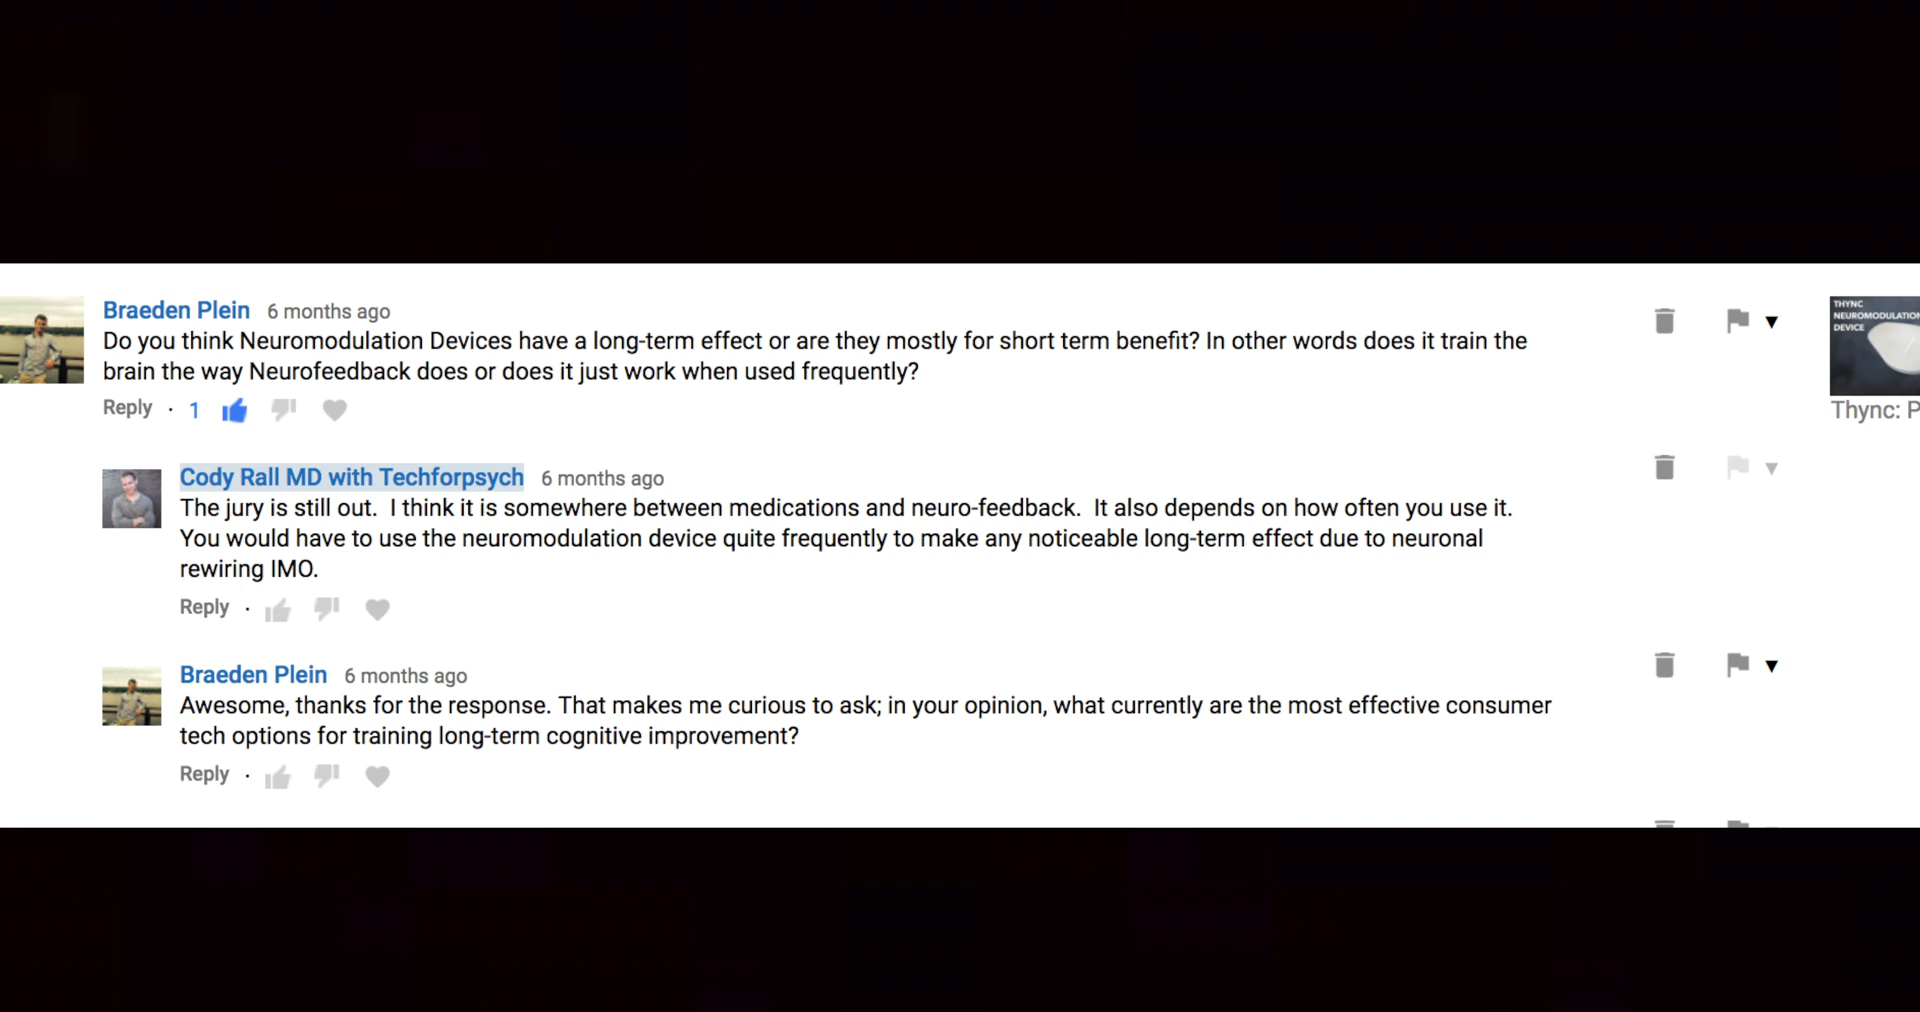 Braeden Plein 6 months ago
Do you think Neuromodulation Devices have a long-term effect or are they mostly for short term benefit? In other words does it train the
brain the way Neurofeedback does or does it just work when used frequently?
Reply · 1
THYNC
NEUROMODULATION
DEVICE
Thync: P
Cody Rall MD with Techforpsych 6 months ago
The jury is still out.  I think it is somewhere between medications and neuro-feedback.  It also depends on how often you use it.
You would have to use the neuromodulation device quite frequently to make any noticeable long-term effect due to neuronal
rewiring IMO.
Reply ·
Braeden Plein 6 months ago
Awesome, thanks for the response. That makes me curious to ask; in your opinion, what currently are the most effective consumer
tech options for training long-term cognitive improvement?
Reply ·